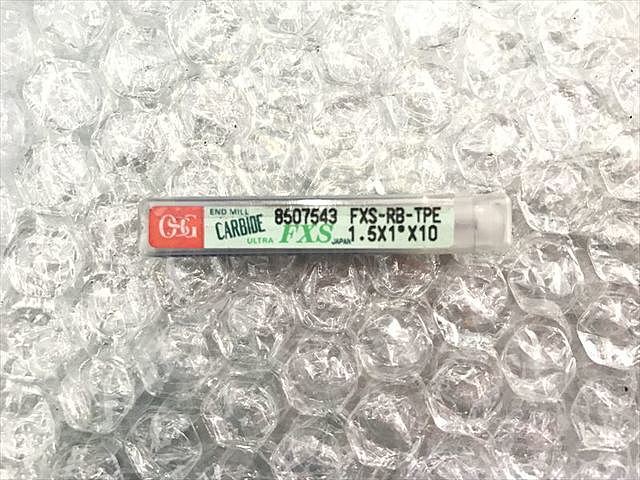 OSG
END MILL
CARBIDE
ULTRA FXS JAPAN
8507543 FXS-RB-TPE
1.5X1°X10